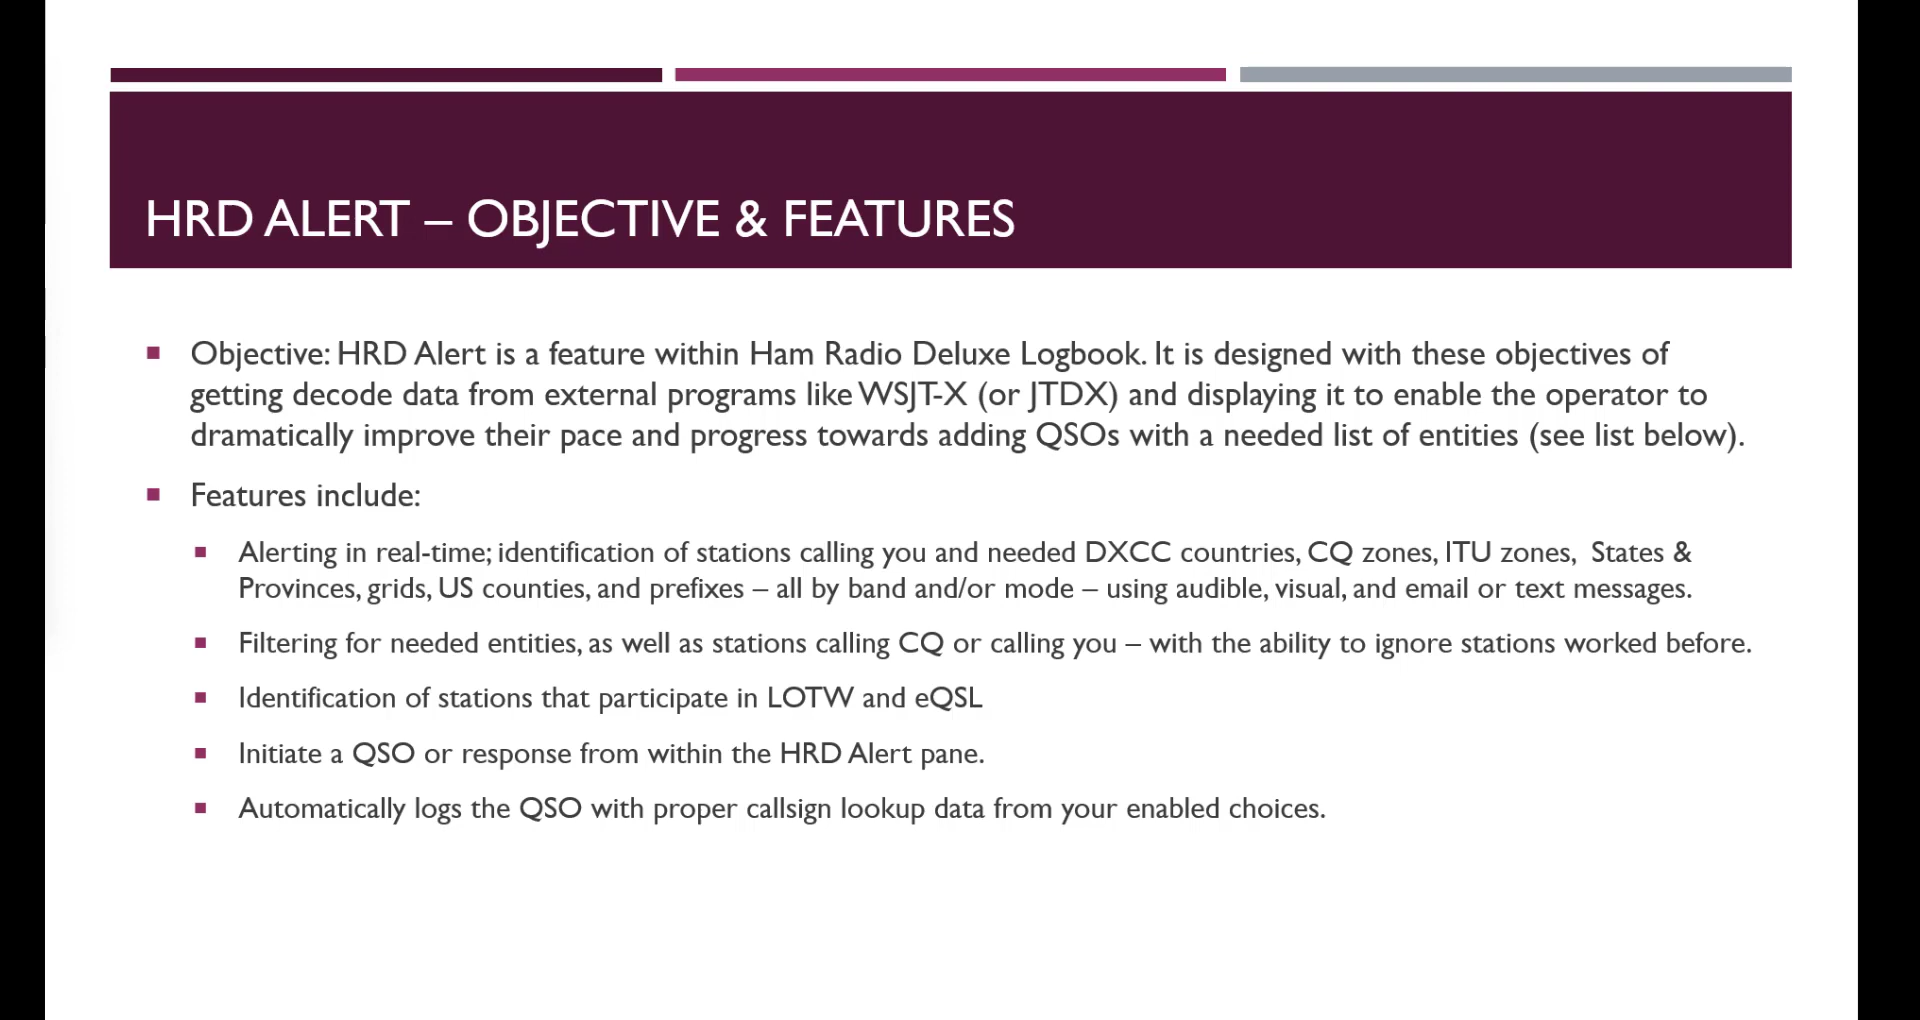 HRD ALERT – OBJECTIVE & FEATURES
Objective: HRD Alert is a feature within Ham Radio Deluxe Logbook. It is designed with these objectives of
getting decode data from external programs like WSJT-X (or JTDX) and displaying it to enable the operator to
dramatically improve their pace and progress towards adding QSOs with a needed list of entities (see list below).
Features include:
Alerting in real-time; identification of stations calling you and needed DXCC countries, CQ zones, ITU zones,  States &
Provinces, grids, US counties, and prefixes – all by band and/or mode – using audible, visual, and email or text messages.
Filtering for needed entities, as well as stations calling CQ or calling you – with the ability to ignore stations worked before.
Identification of stations that participate in LOTW and eQSL
Initiate a QSO or response from within the HRD Alert pane.
Automatically logs the QSO with proper callsign lookup data from your enabled choices.